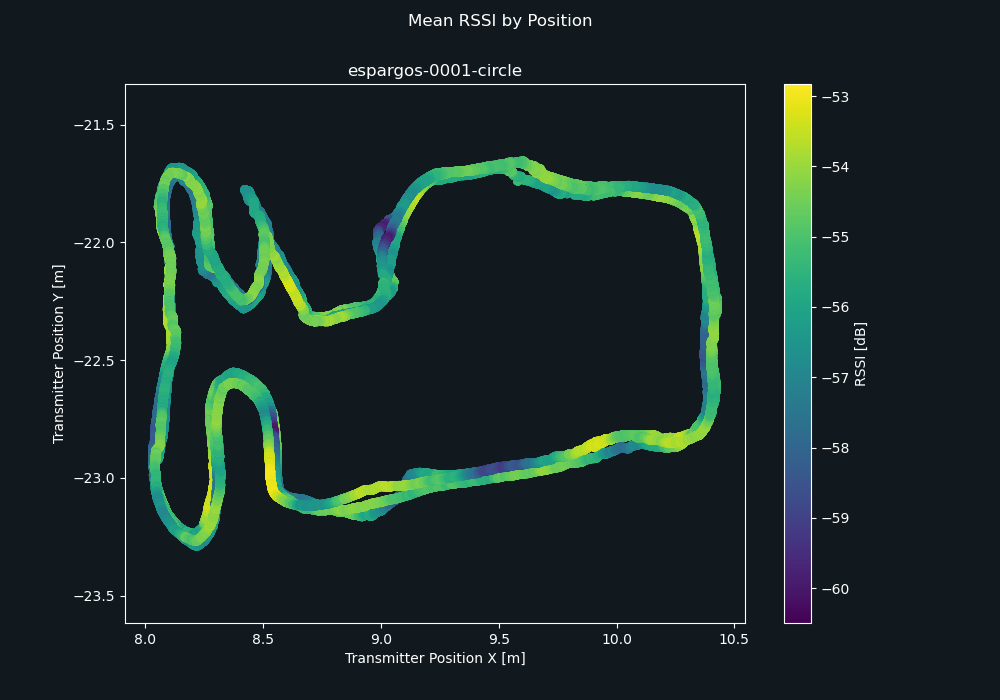 Mean RSSI by Position
espargos-0001-circle
Transmitter Position Y [m]
−21.5
−22.0
−22.5
−23.0
−23.5
8.0 8.5 9.0 9.5 10.0 10.5
Transmitter Position X [m]
−53
−54
−55
−56
−57
−58
−59
−60
RSSI [dB]